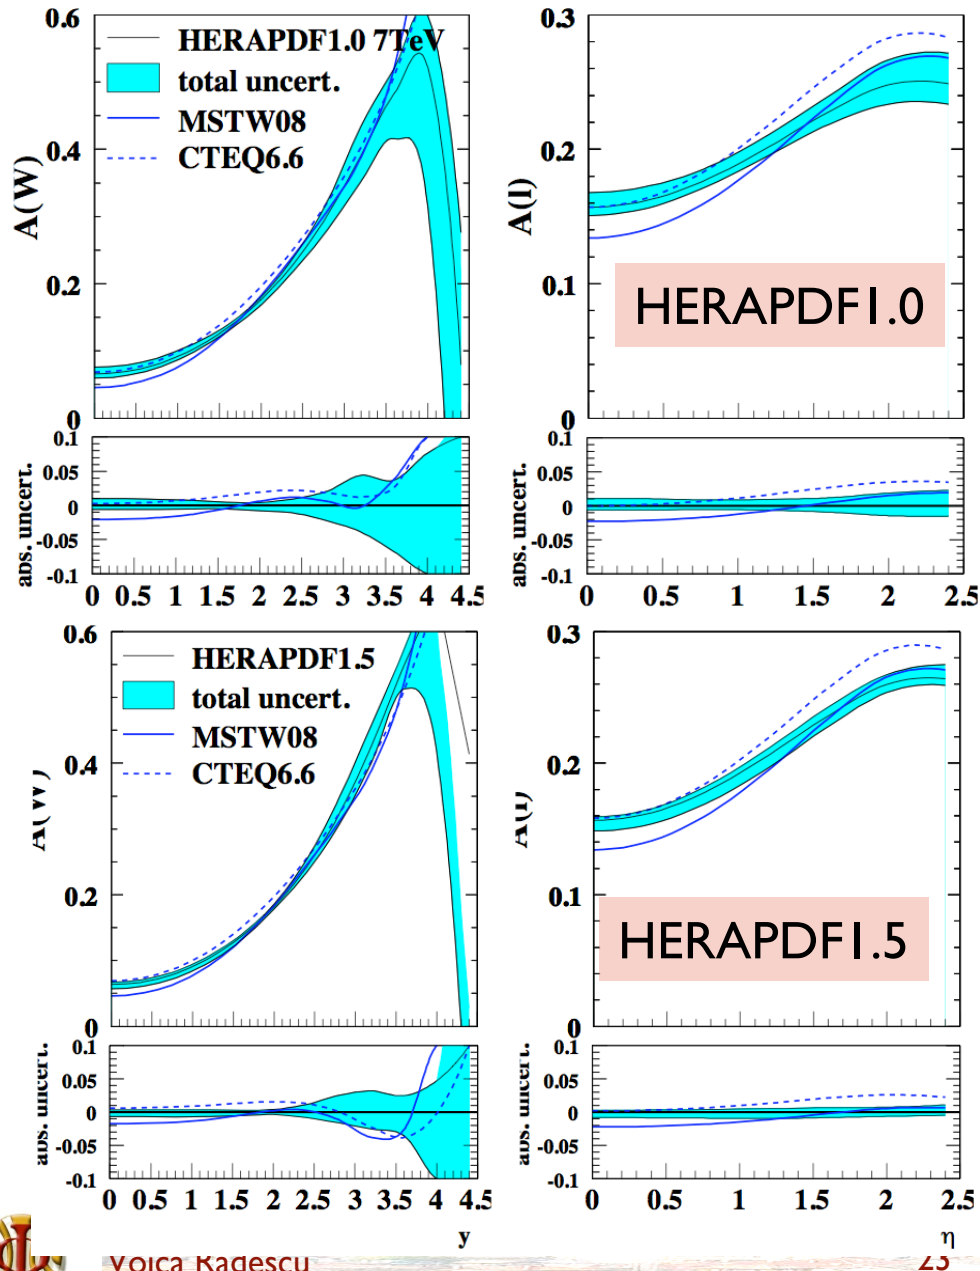 0.6
HERAPDF1.0 7TeV
total uncert.
MSTW08
CTEQ6.6
0.4
0.2
0
A(W)
0.3
0.2
0.1
0
A(l)
HERAPDF1.0
0.1
0.05
0
-0.05
-0.1
abs. uncert.
0 0.5 1 1.5 2 2.5 3 3.5 4 4.5
0.1
0.05
0
-0.05
-0.1
abs. uncert.
0 0.5 1 1.5 2 2.5
0.6
HERAPDF1.5
total uncert.
MSTW08
CTEQ6.6
0.4
0.2
0
A(W)
0.3
0.2
0.1
0
A(l)
HERAPDF1.5
0.1
0.05
0
-0.05
-0.1
abs. uncert.
0 0.5 1 1.5 2 2.5 3 3.5 4 4.5
y
0.1
0.05
0
-0.05
-0.1
abs. uncert.
0 0.5 1 1.5 2 2.5
η
Voica Radescu
23